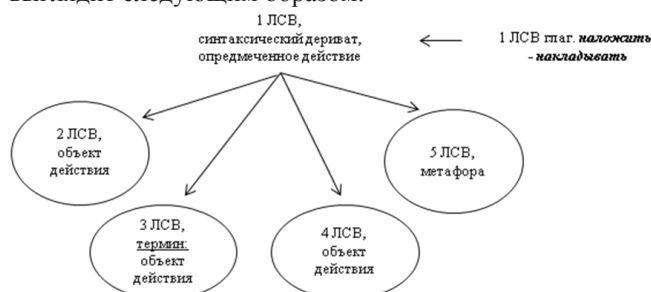 выглядит следующим образом:
1 ЛСВ,
синтаксический дериват,
опредмеченное действие
1 ЛСВ глаг. наложить
- накладывать
2 ЛСВ,
объект
действия
5 ЛСВ,
метафора
3 ЛСВ,
термин:
объект
действия
4 ЛСВ,
объект
действия